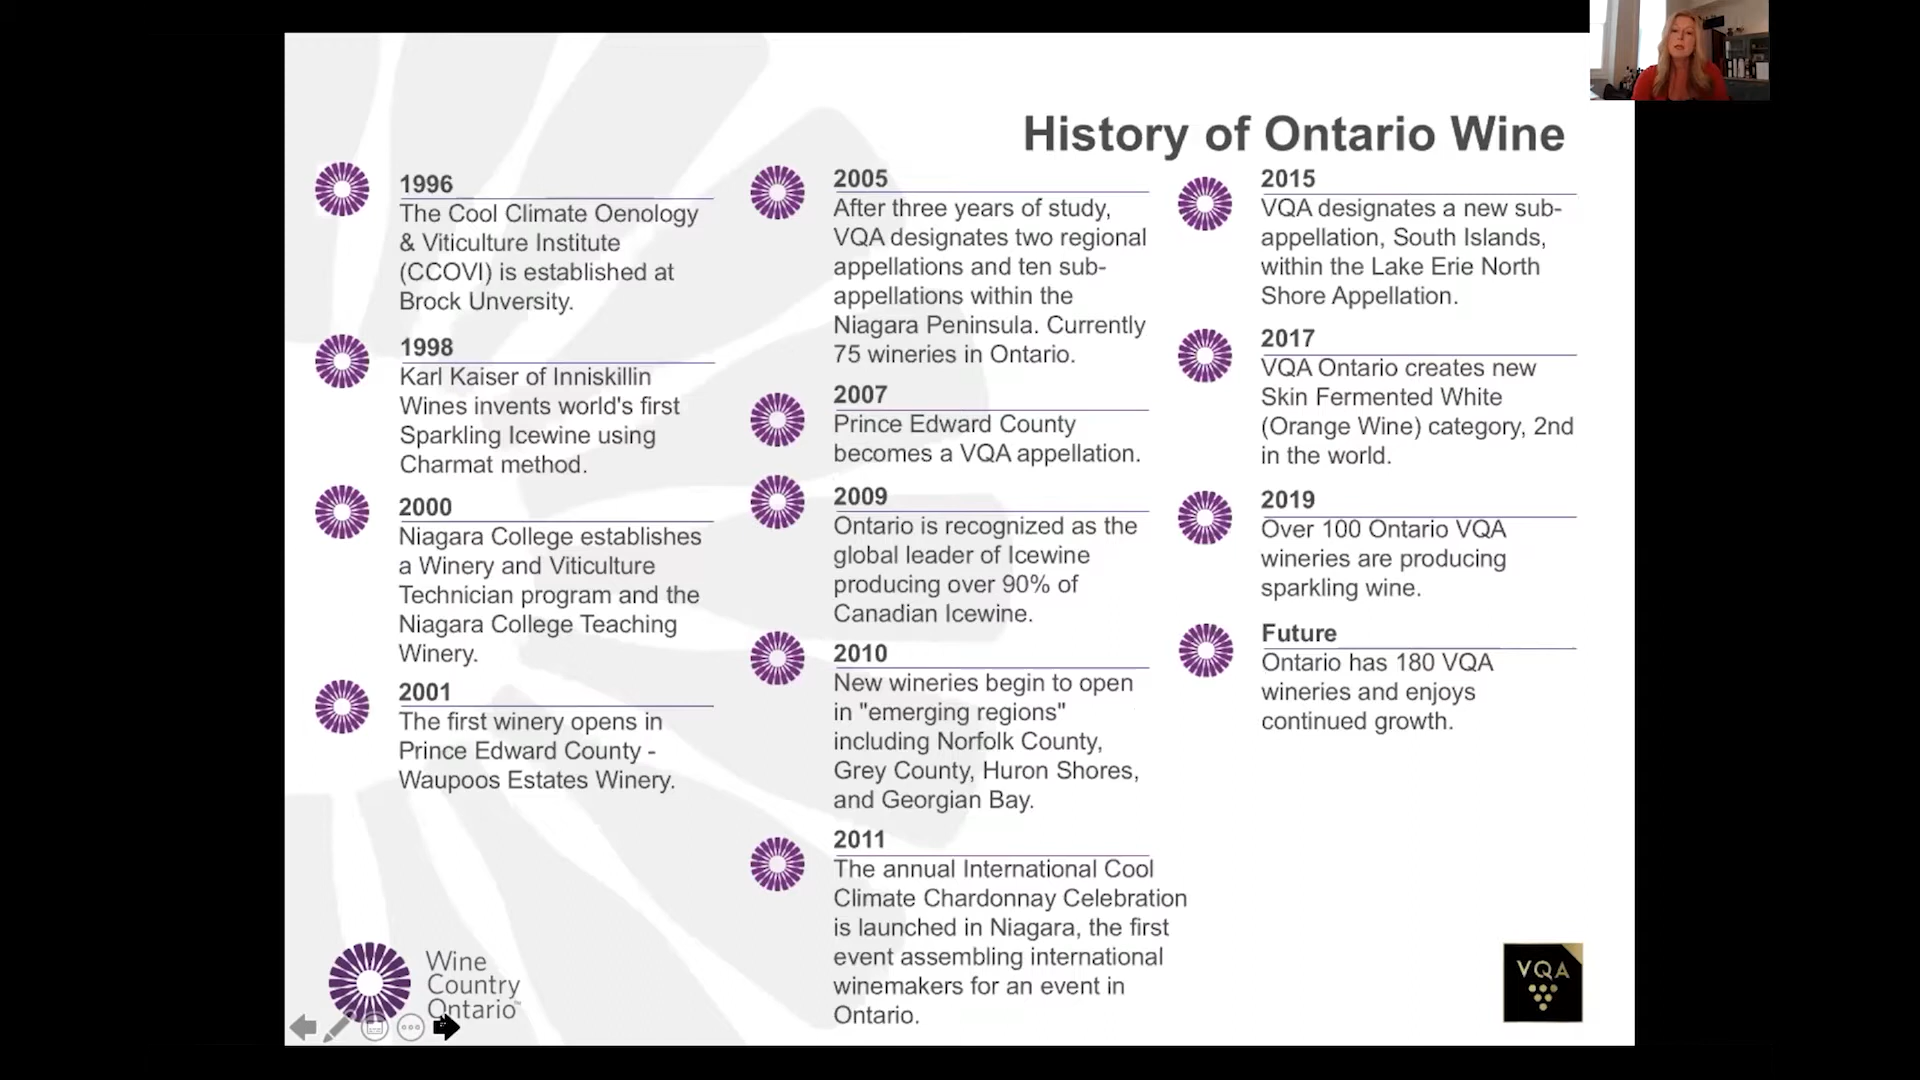 History of Ontario Wine
1996
The Cool Climate Oenology
& Viticulture Institute
(CCOVI) is established at
Brock Unversity.
1998
Karl Kaiser of Inniskillin
Wines invents world's first
Sparkling Icewine using
Charmat method.
2000
Niagara College establishes
a Winery and Viticulture
Technician program and the
Niagara College Teaching
Winery.
2001
The first winery opens in
Prince Edward County -
Waupoos Estates Winery.
2005
After three years of study,
VQA designates two regional
appellations and ten sub-
appellations within the
Niagara Peninsula. Currently
75 wineries in Ontario.
2007
Prince Edward County
becomes a VQA appellation.
2009
Ontario is recognized as the
global leader of Icewine
producing over 90% of
Canadian Icewine.
2010
New wineries begin to open
in "emerging regions"
including Norfolk County,
Grey County, Huron Shores,
and Georgian Bay.
2011
The annual International Cool
Climate Chardonnay Celebration
is launched in Niagara, the first
event assembling international
winemakers for an event in
Ontario.
2015
VQA designates a new sub-
appellation, South Islands,
within the Lake Erie North
Shore Appellation.
2017
VQA Ontario creates new
Skin Fermented White
(Orange Wine) category, 2nd
in the world.
2019
Over 100 Ontario VQA
wineries are producing
sparkling wine.
Future
Ontario has 180 VQA
wineries and enjoys
continued growth.
Wine
Country
Ontario™
VQA